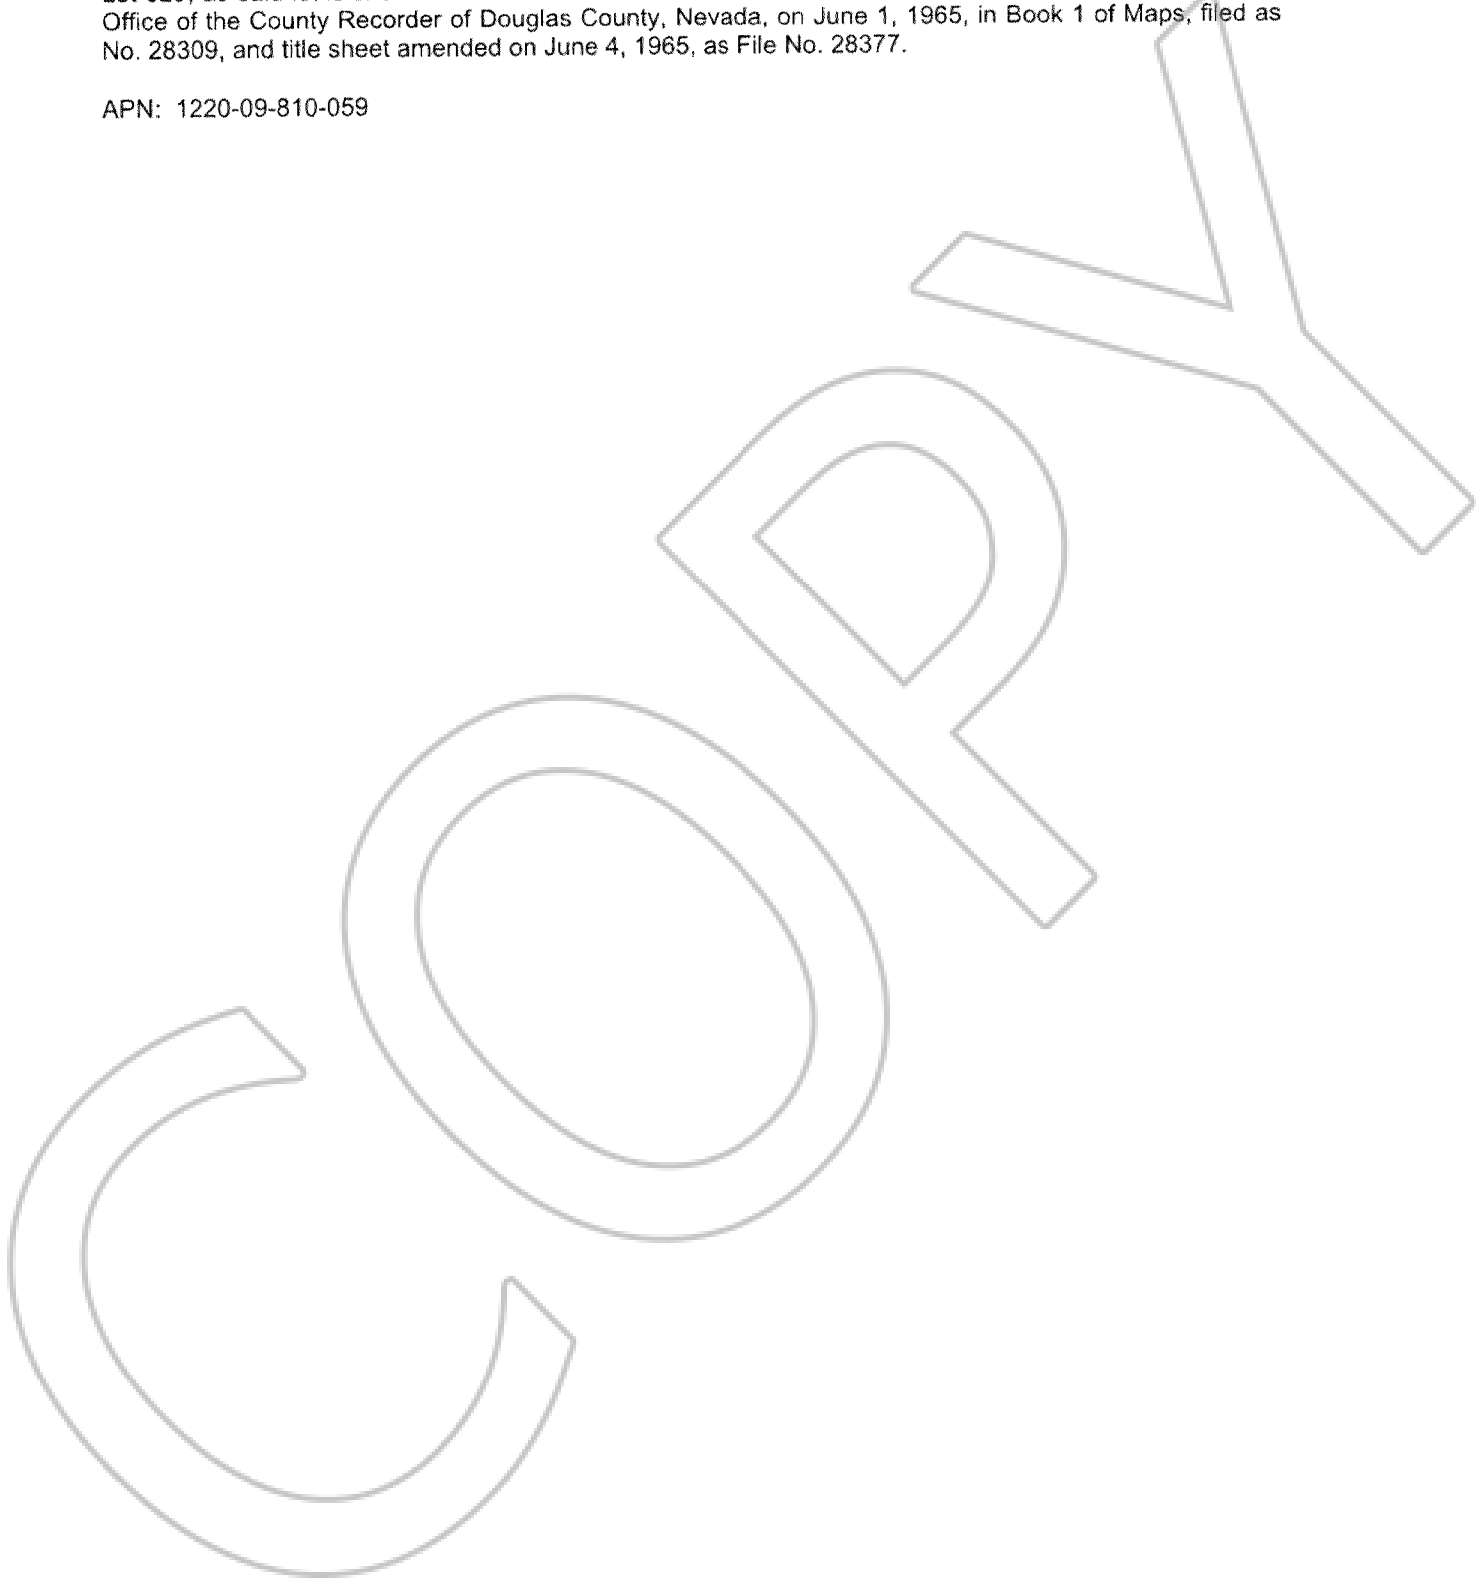 Office of the County Recorder of Douglas County, Nevada, on June 1, 1965, in Book 1 of Maps, filed as
No. 28309, and title sheet amended on June 4, 1965, as File No. 28377.
APN: 1220-09-810-059
COPY